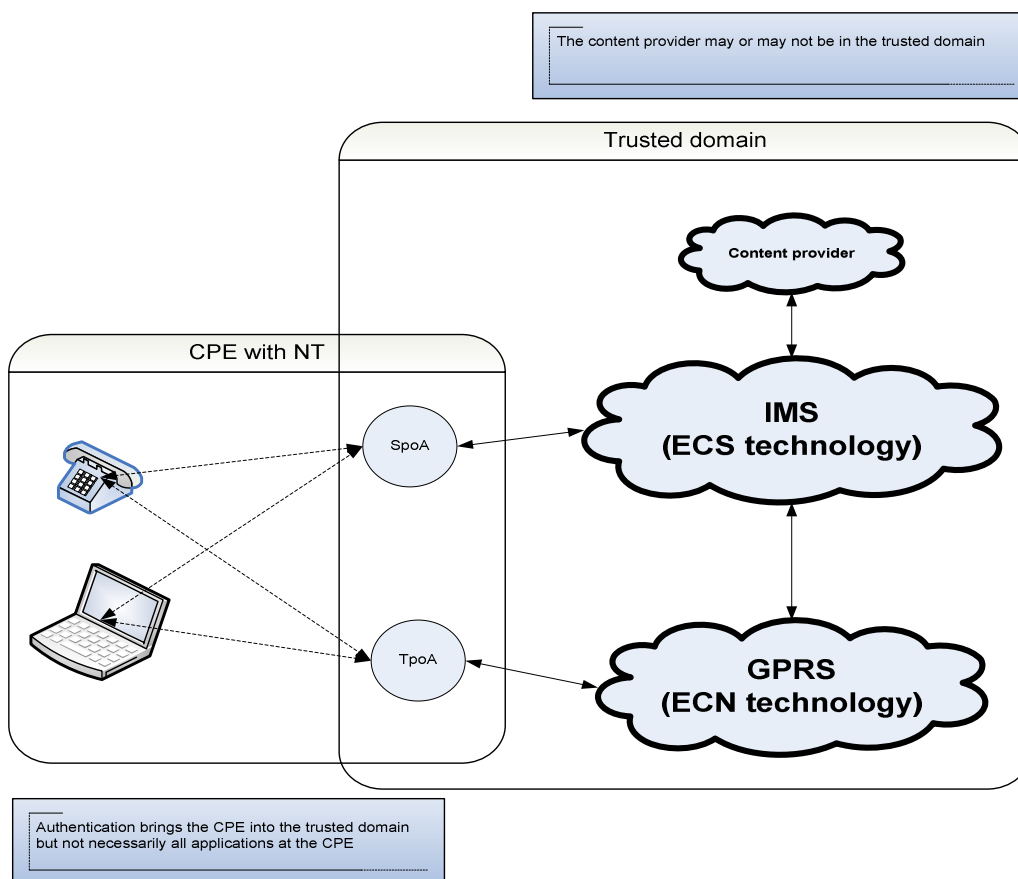 The content provider may or may not be in the trusted domain
Trusted domain
Content provider
CPE with NT
IMS
(ECS technology)
SpoA
TpoA
GPRS
(ECN technology)
Authentication brings the CPE into the trusted domain
but not necessarily all applications at the CPE